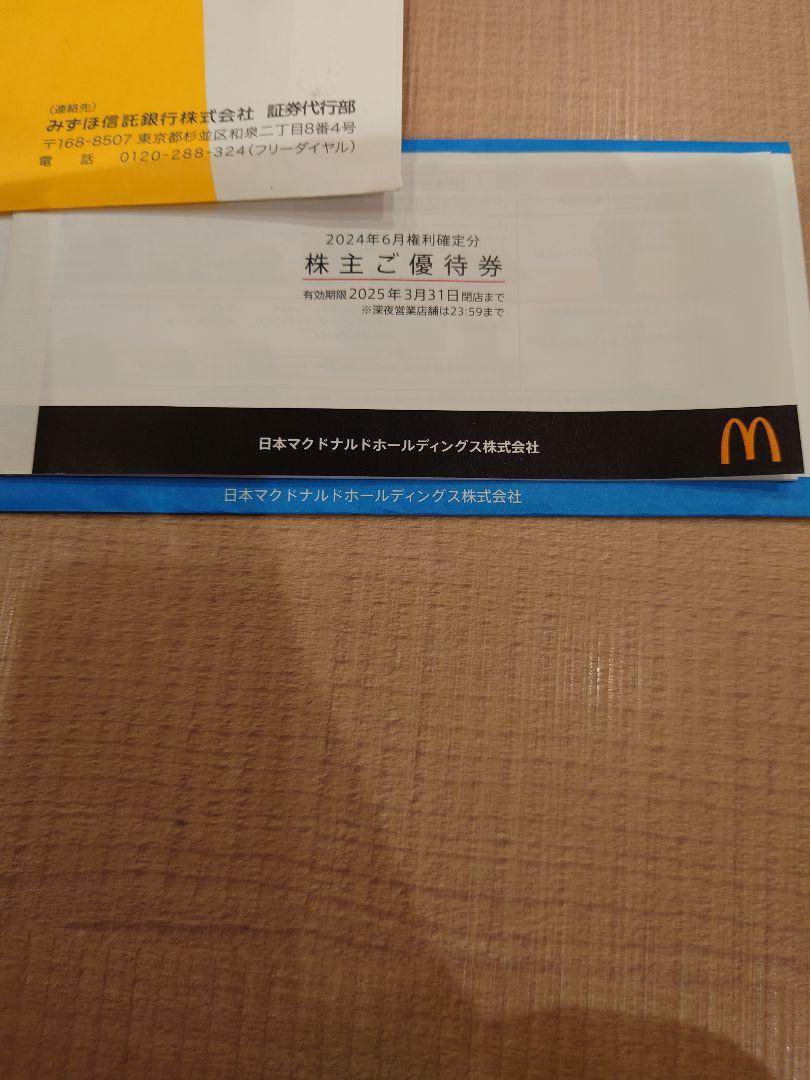 (連絡先)
みずほ信託銀行株式会社 証券代行部
〒168-8507 東京都杉並区和泉二丁目8番4号
電 話 0120-288-324(フリーダイヤル)
2024年6月権利確定分
株主ご優待券
有効期限 2025年3月31日 閉店まで
※深夜営業店舗は23:59まで
日本マクドナルドホールディングス株式会社
日本マクドナルドホールディングス株式会社